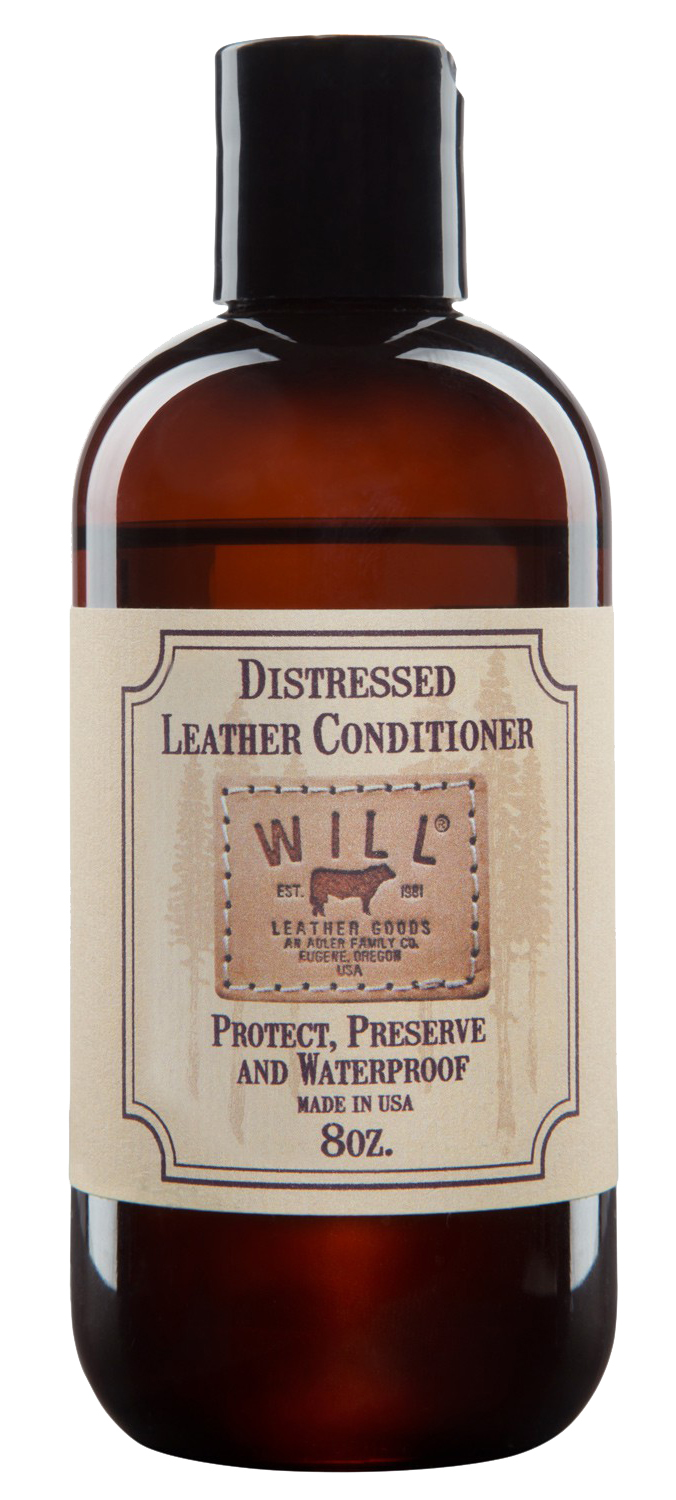 DISTRESSED
LEATHER CONDITIONER
WILL®
EST. 1981
LEATHER GOODS
AN ADLER FAMILY CO.
EUGENE, OREGON
USA
PROTECT, PRESERVE
AND WATERPROOF
MADE IN USA
8OZ.